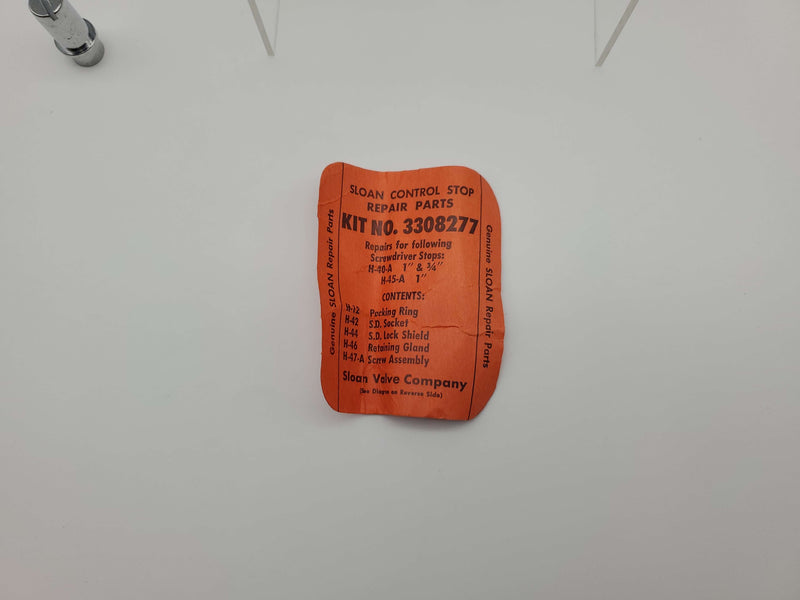 SLOAN CONTROL STOP
REPAIR PARTS
KIT NO. 3308277
Repairs for following
Screwdriver Stops:
H-40-A 1" & ¾"
H-45-A 1"
CONTENTS:
H-12 Packing Ring
H-42 S.D. Socket
H-44 S.D. Lock Shield
H-46 Retaining Gland
H-47-A Screw Assembly
Sloan Valve Company
(See Diagm on Reverse Side)
Genuine SLOAN Repair Parts
Genuine SLOAN Repair Parts